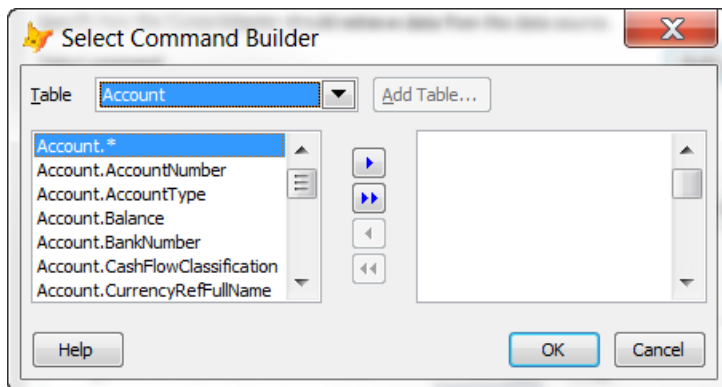 Select Command Builder
Table Account Add Table...
Account.*
Account.AccountNumber
Account.AccountType
Account.Balance
Account.BankNumber
Account.CashFlowClassification
Account.CurrencyRefFullName
Help OK Cancel